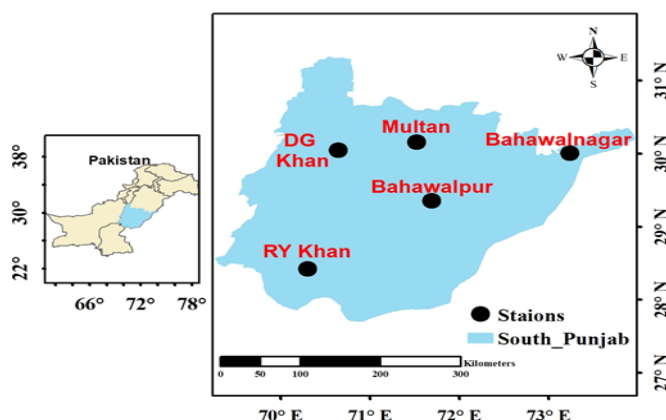 Pakistan
38°
30°
22°
66° 72° 78°
N
W E
S
DG
Khan
Multan
Bahawalnagar
Bahawalpur
RY Khan
Staions
South_Punjab
Kilometers
0 50 100 200 300
31° N
30° N
29° N
28° N
27° N
70° E 71° E 72° E 73° E